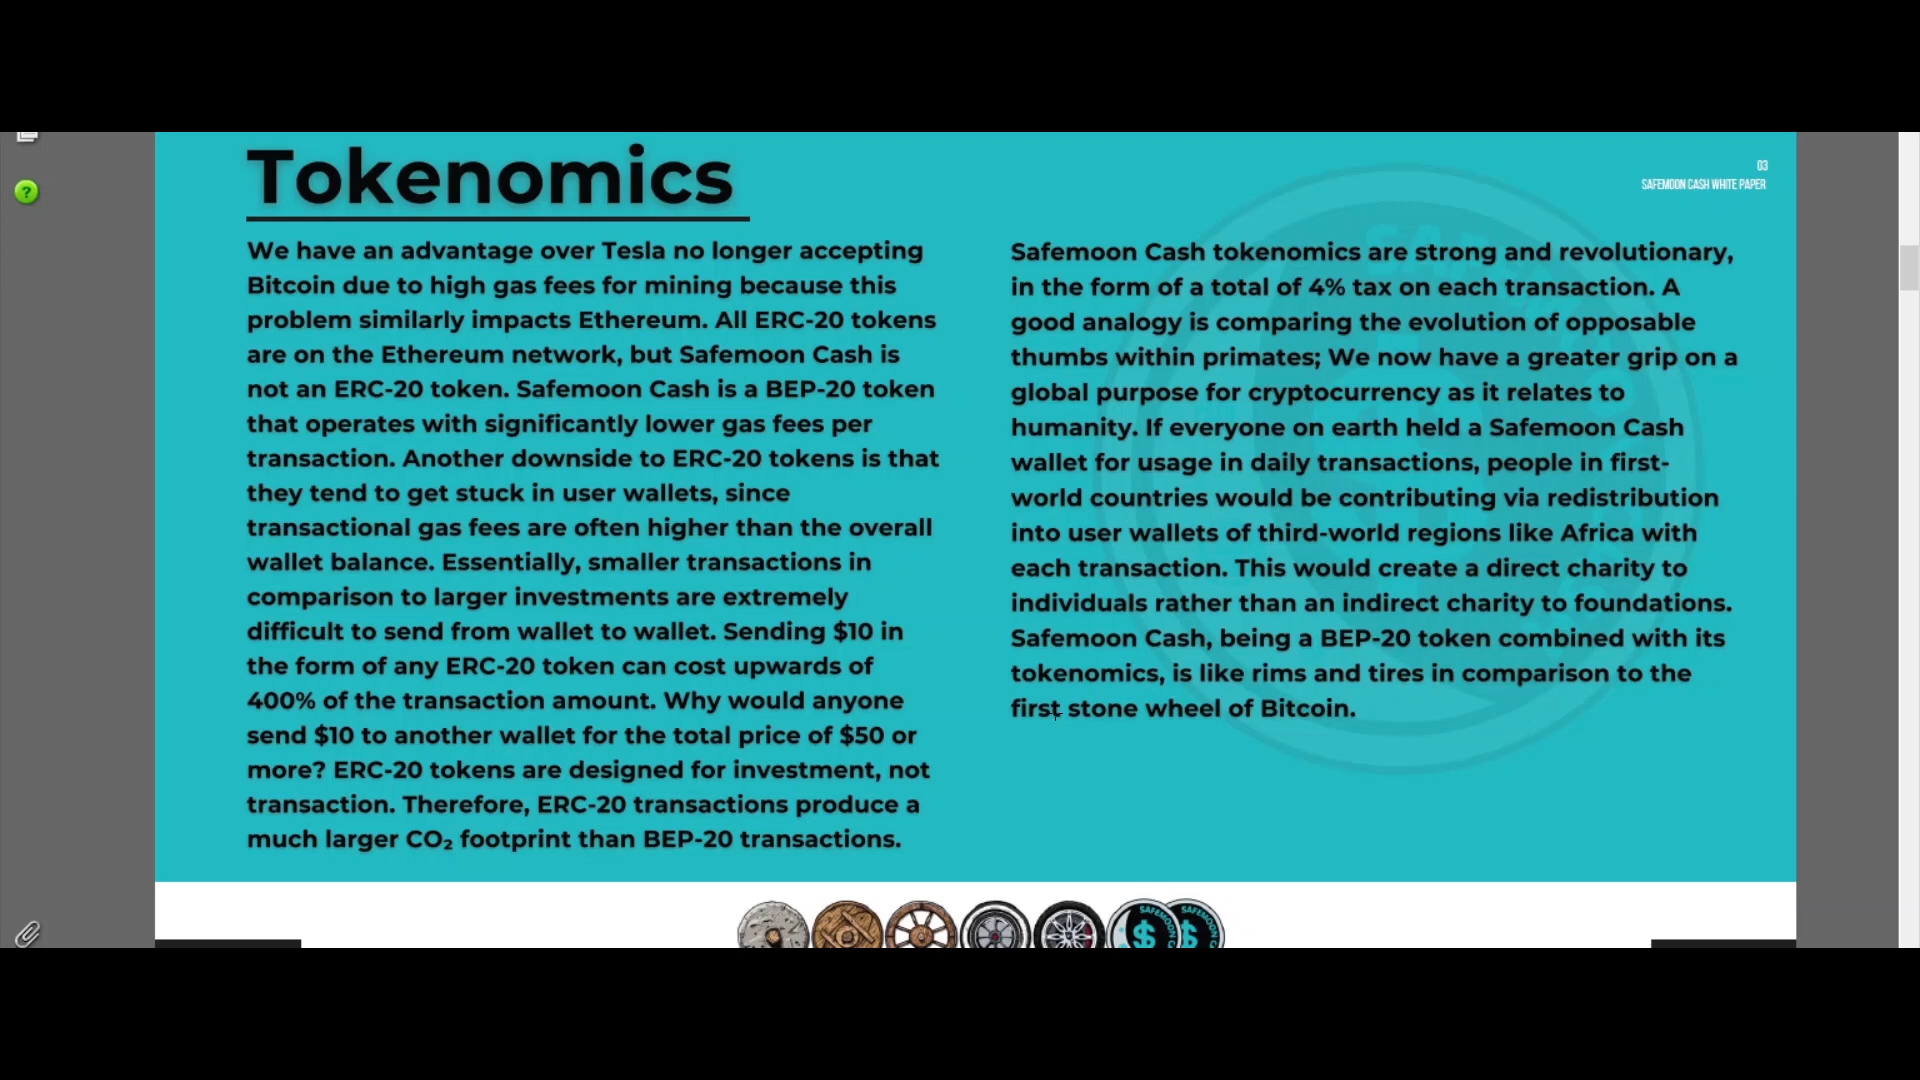 Tokenomics
03
SAFEMOON CASH WHITE PAPER
We have an advantage over Tesla no longer accepting
Bitcoin due to high gas fees for mining because this
problem similarly impacts Ethereum. All ERC-20 tokens
are on the Ethereum network, but Safemoon Cash is
not an ERC-20 token. Safemoon Cash is a BEP-20 token
that operates with significantly lower gas fees per
transaction. Another downside to ERC-20 tokens is that
they tend to get stuck in user wallets, since
transactional gas fees are often higher than the overall
wallet balance. Essentially, smaller transactions in
comparison to larger investments are extremely
difficult to send from wallet to wallet. Sending $10 in
the form of any ERC-20 token can cost upwards of
400% of the transaction amount. Why would anyone
send $10 to another wallet for the total price of $50 or
more? ERC-20 tokens are designed for investment, not
transaction. Therefore, ERC-20 transactions produce a
much larger CO₂ footprint than BEP-20 transactions.
Safemoon Cash tokenomics are strong and revolutionary,
in the form of a total of 4% tax on each transaction. A
good analogy is comparing the evolution of opposable
thumbs within primates; We now have a greater grip on a
global purpose for cryptocurrency as it relates to
humanity. If everyone on earth held a Safemoon Cash
wallet for usage in daily transactions, people in first-
world countries would be contributing via redistribution
into user wallets of third-world regions like Africa with
each transaction. This would create a direct charity to
individuals rather than an indirect charity to foundations.
Safemoon Cash, being a BEP-20 token combined with its
tokenomics, is like rims and tires in comparison to the
first stone wheel of Bitcoin.
SAFEMOON
$
SAFEMOON
$